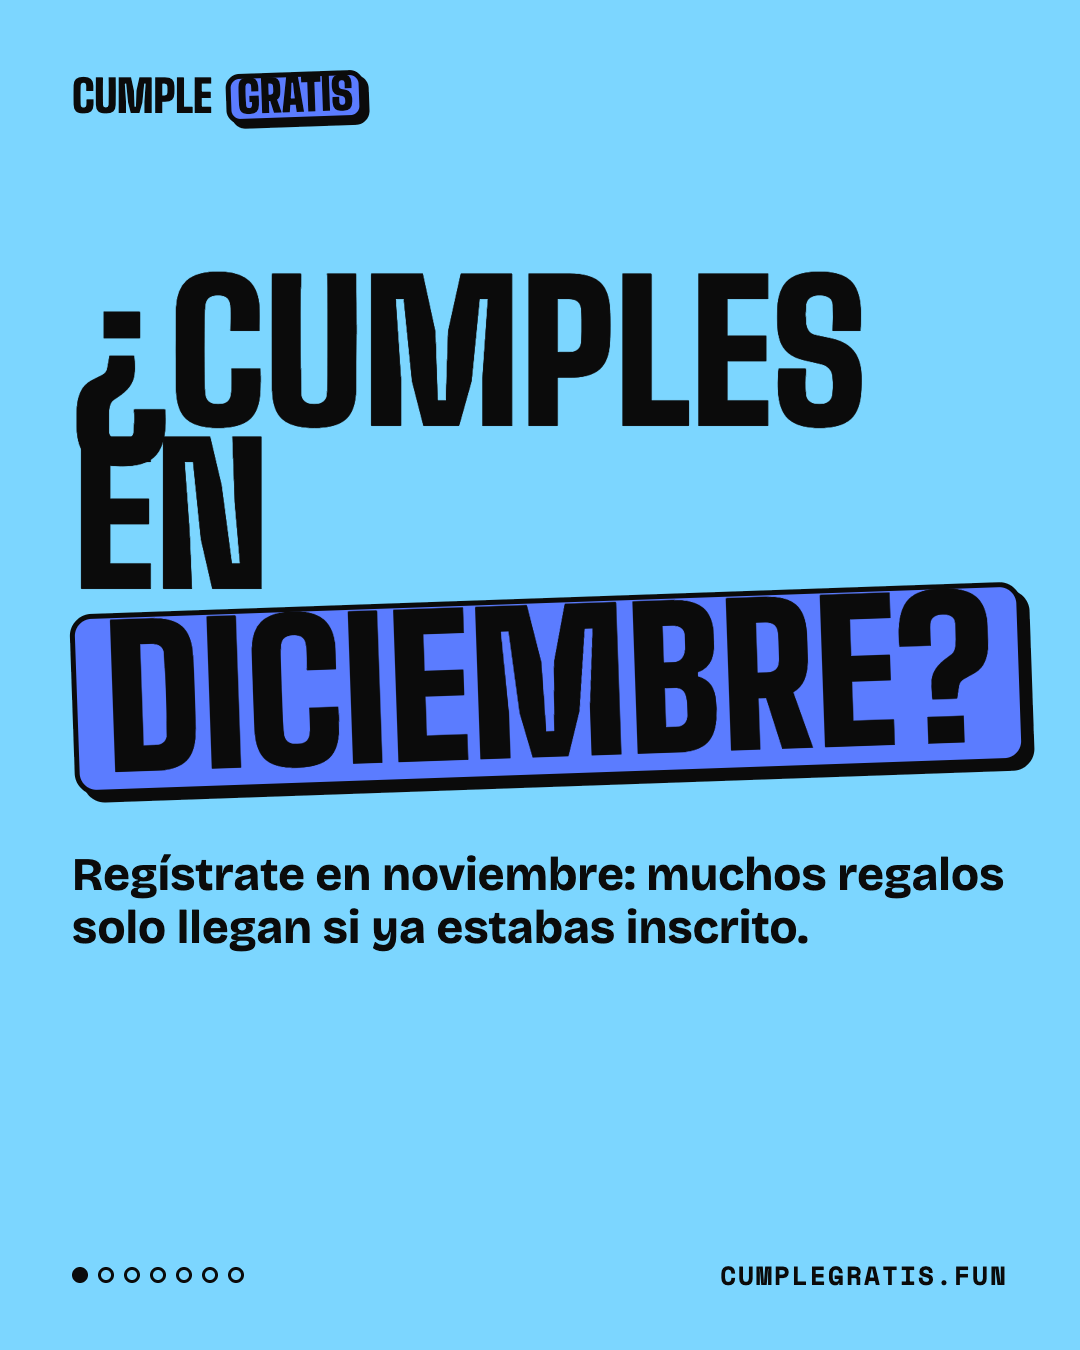 CUMPLE GRATIS
¿CUMPLES
EN
DICIEMBRE?
Regístrate en noviembre: muchos regalos
solo llegan si ya estabas inscrito.
CUMPLEGRATIS.FUN